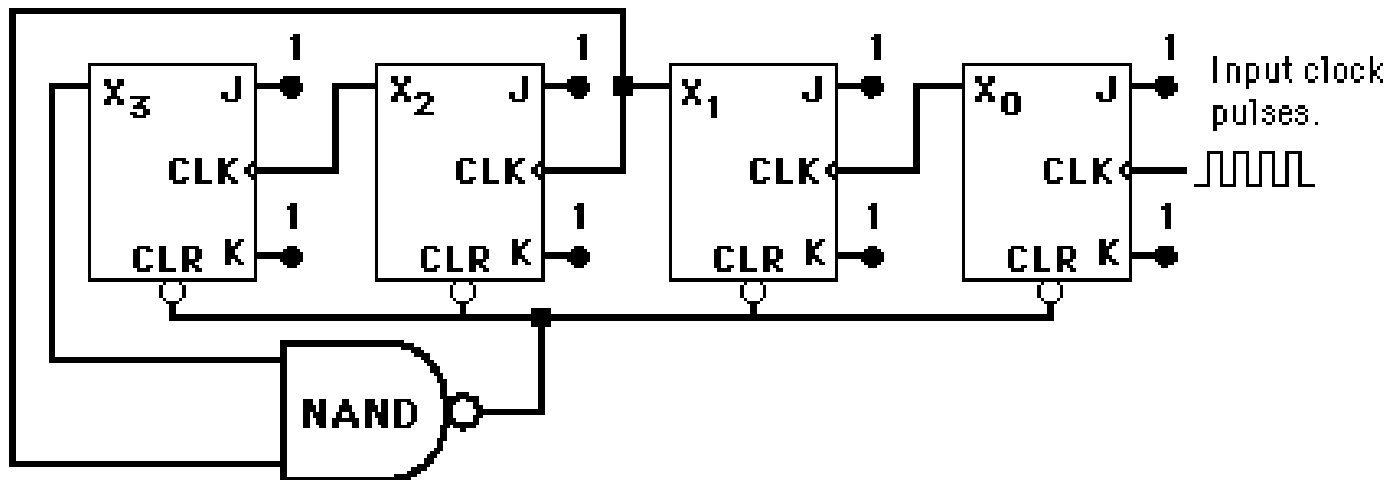 1 1 1 1
Input clock
pulses.
X3 J X2 J X1 J X0 J
CLK CLK CLK CLK
1 1 1 1
CLR K CLR K CLR K CLR K
NAND